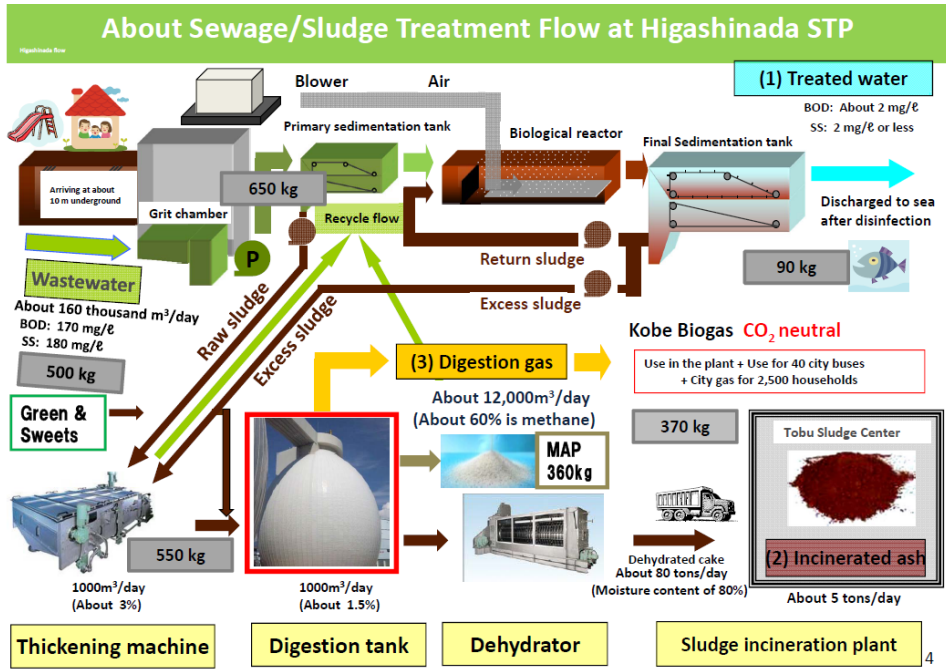 About Sewage/Sludge Treatment Flow at Higashinada STP
Higashinada flow
Blower
Air
(1) Treated water
BOD: About 2 mg/ℓ
SS: 2 mg/ℓ or less
Primary sedimentation tank
Biological reactor
Final Sedimentation tank
Arriving at about
10 m underground
650 kg
Grit chamber
Recycle flow
Discharged to sea
after disinfection
P
Return sludge
90 kg
Wastewater
Excess sludge
About 160 thousand m³/day
BOD: 170 mg/ℓ
SS: 180 mg/ℓ
Raw sludge
Excess sludge
Kobe Biogas CO₂ neutral
500 kg
(3) Digestion gas
Use in the plant + Use for 40 city buses
+ City gas for 2,500 households
Green &
Sweets
About 12,000m³/day
(About 60% is methane)
370 kg
Tobu Sludge Center
MAP
360kg
550 kg
(2) Incinerated ash
Dehydrated cake
About 80 tons/day
(Moisture content of 80%)
1000m³/day
(About 3%)
1000m³/day
(About 1.5%)
About 5 tons/day
Thickening machine
Digestion tank
Dehydrator
Sludge incineration plant
4